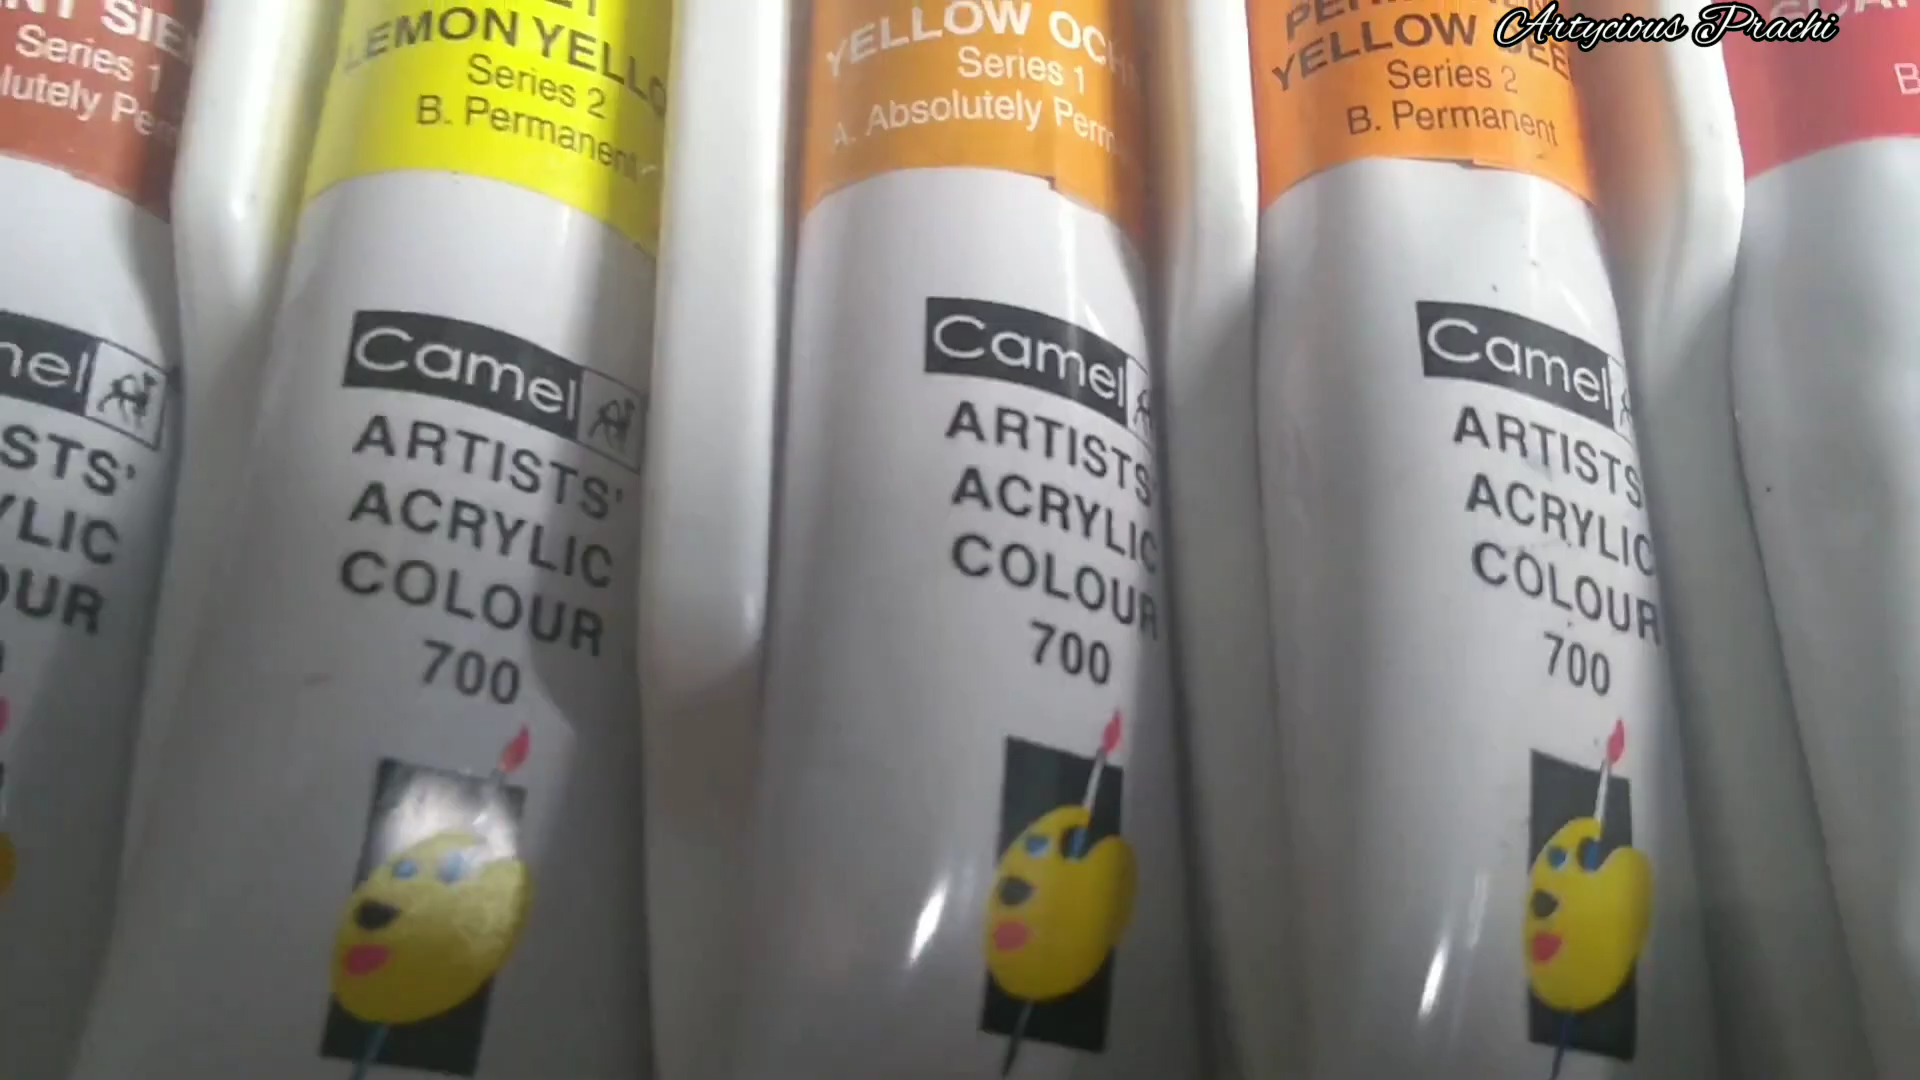 Artycious Prachi
Series 1
LEMON YELLO
Series 2
B. Permanent
YELLOW OCH
Series 1
A. Absolutely Perm
YELLOW
Series 2
B. Permanent
Camel
ARTISTS'
ACRYLIC
COLOUR
700
Camel
ARTISTS'
ACRYLIC
COLOUR
700
Camel
ARTISTS
ACRYLIC
COLOUR
700